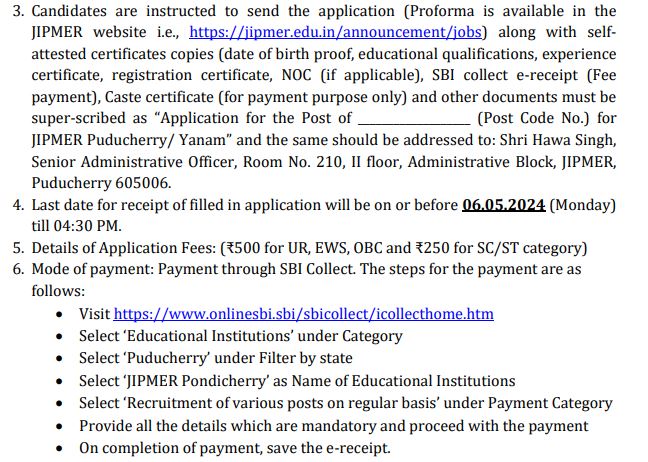 3. Candidates are instructed to send the application (Proforma is available in the
JIPMER website i.e., https://jipmer.edu.in/announcement/jobs) along with self-
attested certificates copies (date of birth proof, educational qualifications, experience
certificate, registration certificate, NOC (if applicable), SBI collect e-receipt (Fee
payment), Caste certificate (for payment purpose only) and other documents must be
super-scribed as “Application for the Post of ________________ (Post Code No.) for
JIPMER Puducherry/ Yanam” and the same should be addressed to: Shri Hawa Singh,
Senior Administrative Officer, Room No. 210, II floor, Administrative Block, JIPMER,
Puducherry 605006.
4. Last date for receipt of filled in application will be on or before 06.05.2024 (Monday)
till 04:30 PM.
5. Details of Application Fees: (₹500 for UR, EWS, OBC and ₹250 for SC/ST category)
6. Mode of payment: Payment through SBI Collect. The steps for the payment are as
follows:
• Visit https://www.onlinesbi.sbi/sbicollect/icollecthome.htm
• Select ‘Educational Institutions’ under Category
• Select ‘Puducherry’ under Filter by state
• Select ‘JIPMER Pondicherry’ as Name of Educational Institutions
• Select ‘Recruitment of various posts on regular basis’ under Payment Category
• Provide all the details which are mandatory and proceed with the payment
• On completion of payment, save the e-receipt.